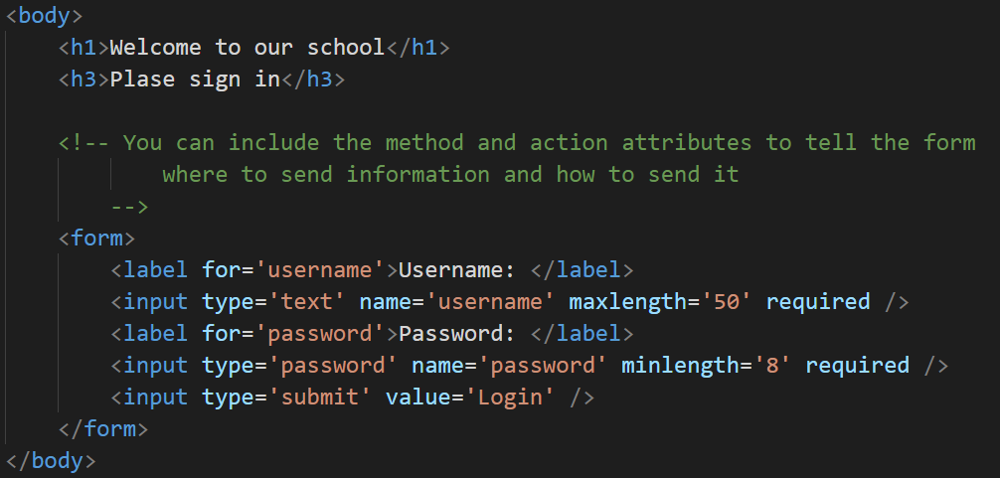 <body>
<h1>Welcome to our school</h1>
<h3>Plase sign in</h3>
<!-- You can include the method and action attributes to tell the form
where to send information and how to send it
-->
<form>
<label for='username'>Username: </label>
<input type='text' name='username' maxlength='50' required />
<label for='password'>Password: </label>
<input type='password' name='password' minlength='8' required />
<input type='submit' value='Login' />
</form>
</body>